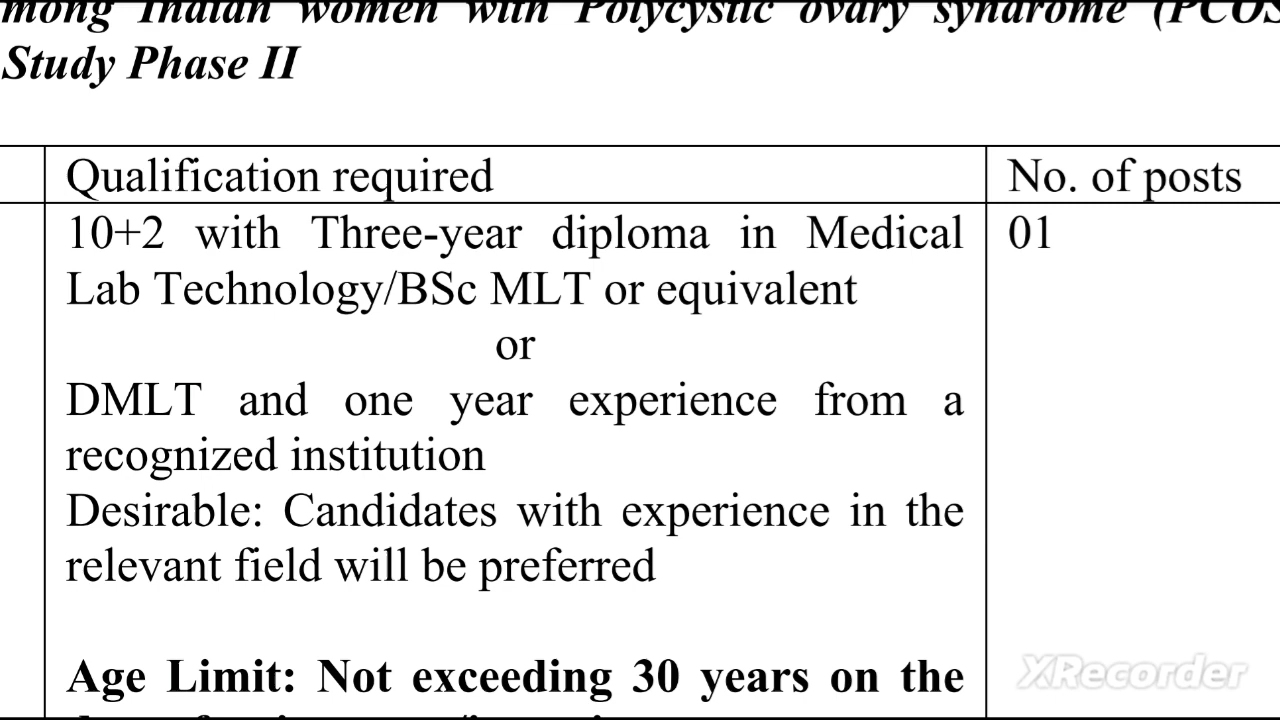 among Indian women with Polycystic ovary syndrome (PCOS
Study Phase II
Qualification required
No. of posts
10+2 with Three-year diploma in Medical
Lab Technology/BSc MLT or equivalent
or
DMLT and one year experience from a
recognized institution
Desirable: Candidates with experience in the
relevant field will be preferred
01
Age Limit: Not exceeding 30 years on the
XRecorder